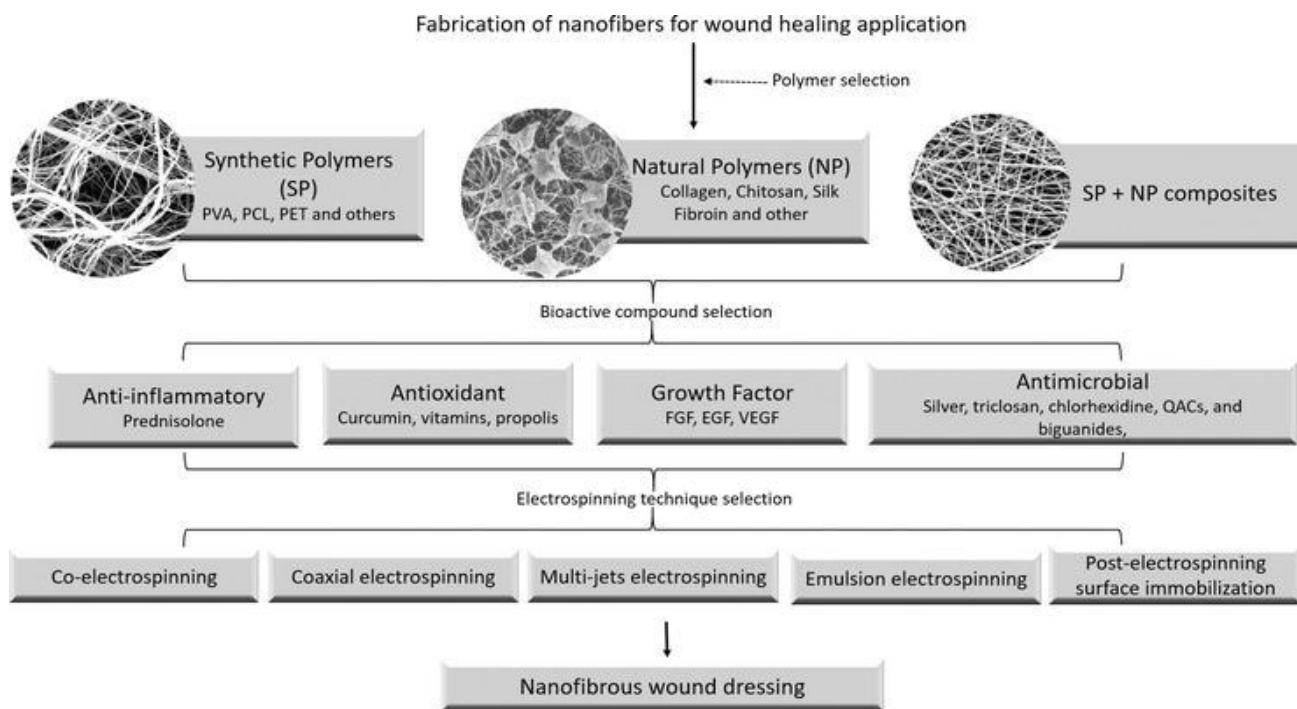 Fabrication of nanofibers for wound healing application
Polymer selection
Synthetic Polymers
(SP)
PVA, PCL, PET and others
Natural Polymers (NP)
Collagen, Chitosan, Silk
Fibroin and other
SP + NP composites
Bioactive compound selection
Anti-inflammatory
Prednisolone
Antioxidant
Curcumin, vitamins, propolis
Growth Factor
FGF, EGF, VEGF
Antimicrobial
Silver, triclosan, chlorhexidine, QACs, and
biguanides,
Electrospinning technique selection
Co-electrospinning
Coaxial electrospinning
Multi-jets electrospinning
Emulsion electrospinning
Post-electrospinning
surface immobilization
Nanofibrous wound dressing